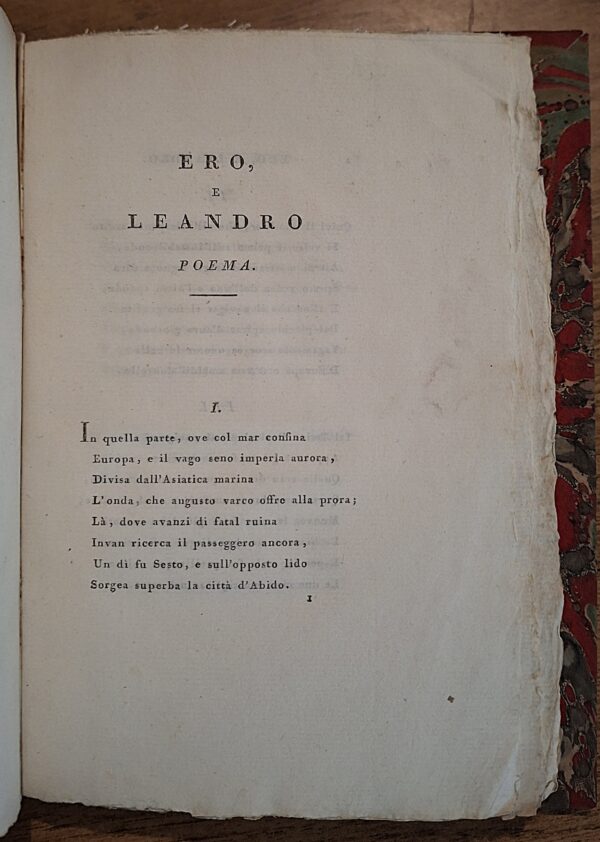 ERO,
E
LEANDRO
POEMA.
I.
In quella parte, ove col mar confina
Europa, e il vago seno imperla aurora,
Divisa dall'Asiatica marina
L'onda, che angusto varco offre alla prora;
Là, dove avanzi di fatal ruina
Invan ricerca il passeggero ancora,
Un dì fu Sesto, e sull'opposto lido
Sorgea superba la città d'Abido.
1